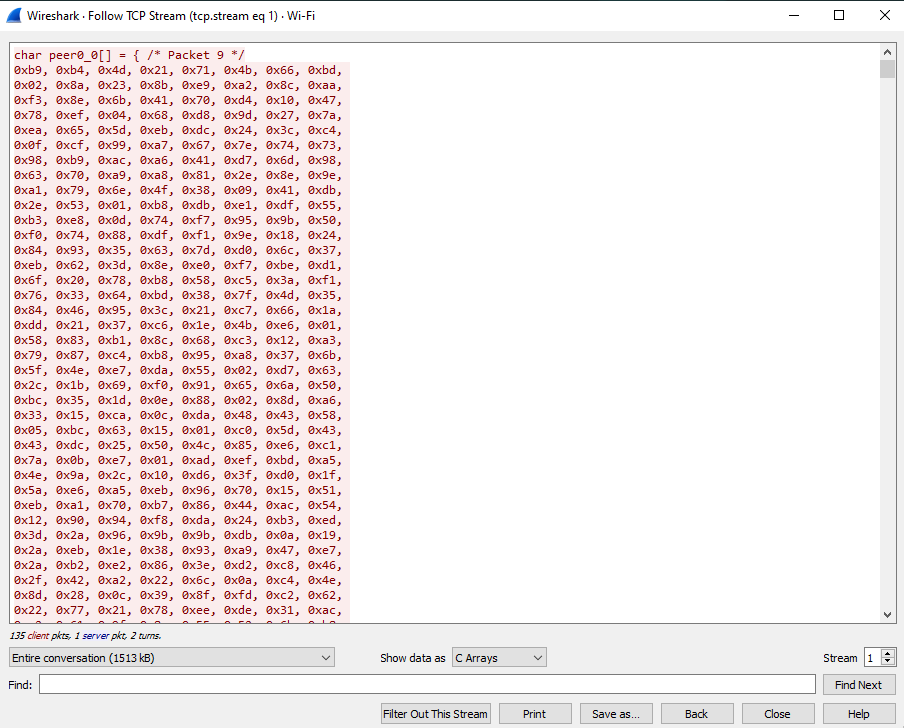 Wireshark · Follow TCP Stream (tcp.stream eq 1) · Wi-Fi
char peer0_0[] = { /* Packet 9 */
0xb9, 0xb4, 0x4d, 0x21, 0x71, 0x4b, 0x66, 0xbd,
0x02, 0x8a, 0x23, 0x8b, 0xe9, 0xa2, 0x8c, 0xaa,
0xf3, 0x8e, 0x6b, 0x41, 0x70, 0xd4, 0x10, 0x47,
0x78, 0xef, 0x04, 0x68, 0xd8, 0x9d, 0x27, 0x7a,
0xea, 0x65, 0x5d, 0xeb, 0xdc, 0x24, 0x3c, 0xc4,
0x0f, 0xcf, 0x99, 0xa7, 0x67, 0x7e, 0x74, 0x73,
0x98, 0xb9, 0xac, 0xa6, 0x41, 0xd7, 0x6d, 0x98,
0x63, 0x70, 0xa9, 0xa8, 0x81, 0x2e, 0x8e, 0x9e,
0xa1, 0x79, 0x6e, 0x4f, 0x38, 0x09, 0x41, 0xdb,
0x2e, 0x53, 0x01, 0xb8, 0xdb, 0xe1, 0xdf, 0x55,
0xb3, 0xe8, 0x0d, 0x74, 0xf7, 0x95, 0x9b, 0x50,
0xf0, 0x74, 0x88, 0xdf, 0xf1, 0x9e, 0x18, 0x24,
0x84, 0x93, 0x35, 0x63, 0x7d, 0xd0, 0x6c, 0x37,
0xeb, 0x62, 0x3d, 0x8e, 0xe0, 0xf7, 0xbe, 0xd1,
0x6f, 0x20, 0x78, 0xb8, 0x58, 0xc5, 0x3a, 0xf1,
0x76, 0x33, 0x64, 0xbd, 0x38, 0x7f, 0x4d, 0x35,
0x84, 0x46, 0x95, 0x3c, 0x21, 0xc7, 0x66, 0x1a,
0xdd, 0x21, 0x37, 0xc6, 0x1e, 0x4b, 0xe6, 0x01,
0x58, 0x83, 0xb1, 0x8c, 0x68, 0xc3, 0x12, 0xa3,
0x79, 0x87, 0xc4, 0xb8, 0x95, 0xa8, 0x37, 0x6b,
0x5f, 0x4e, 0xe7, 0xda, 0x55, 0x02, 0xd7, 0x63,
0x2c, 0x1b, 0x69, 0xf0, 0x91, 0x65, 0x6a, 0x50,
0xbc, 0x35, 0x1d, 0x0e, 0x88, 0x02, 0x8d, 0xa6,
0x33, 0x15, 0xca, 0x0c, 0xda, 0x48, 0x43, 0x58,
0x05, 0xbc, 0x63, 0x15, 0x01, 0xc0, 0x5d, 0x43,
0x43, 0xdc, 0x25, 0x50, 0x4c, 0x85, 0xe6, 0xc1,
0x7a, 0x0b, 0xe7, 0x01, 0xad, 0xef, 0xbd, 0xa5,
0x4e, 0x9a, 0x2c, 0x10, 0xd6, 0x3f, 0xd0, 0x1f,
0x5a, 0xe6, 0xa5, 0xeb, 0x96, 0x70, 0x15, 0x51,
0xeb, 0xa1, 0x70, 0xb7, 0x86, 0x44, 0xac, 0x54,
0x12, 0x90, 0x94, 0xf8, 0xda, 0x24, 0xb3, 0xed,
0x3d, 0x2a, 0x96, 0x9b, 0x9b, 0xdb, 0x0a, 0x19,
0x2a, 0xeb, 0x1e, 0x38, 0x93, 0xa9, 0x47, 0xe7,
0x2a, 0xb2, 0xe2, 0x86, 0x3e, 0xd2, 0xc8, 0x46,
0x2f, 0x42, 0xa2, 0x22, 0x6c, 0x0a, 0xc4, 0x4e,
0x8d, 0x28, 0x0c, 0x39, 0x8f, 0xfd, 0xc2, 0x62,
0x22, 0x77, 0x21, 0x78, 0xee, 0xde, 0x31, 0xac,
135 client pkts, 1 server pkt, 2 turns.
Entire conversation (1513 kB)
Show data as
C Arrays
Stream
1
Find:
Find Next
Filter Out This Stream
Print
Save as...
Back
Close
Help